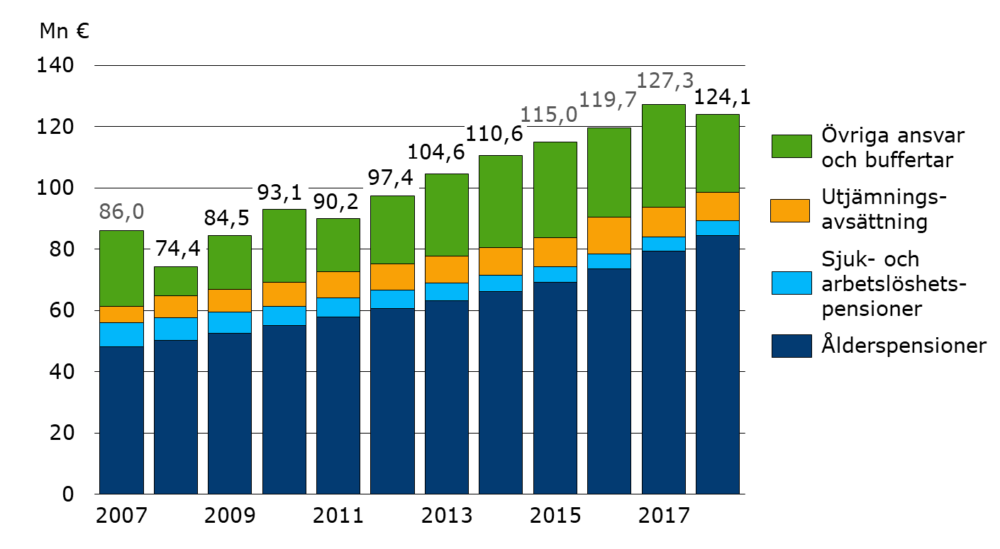 Mn €
140
120
100
80
60
40
20
0
86,0
74,4
84,5
93,1
90,2
97,4
104,6
110,6
115,0
119,7
127,3
124,1
2007
2009
2011
2013
2015
2017
Övriga ansvar
och buffertar
Utjämnings-
avsättning
Sjuk- och
arbetslöshets-
pensioner
Ålderspensioner